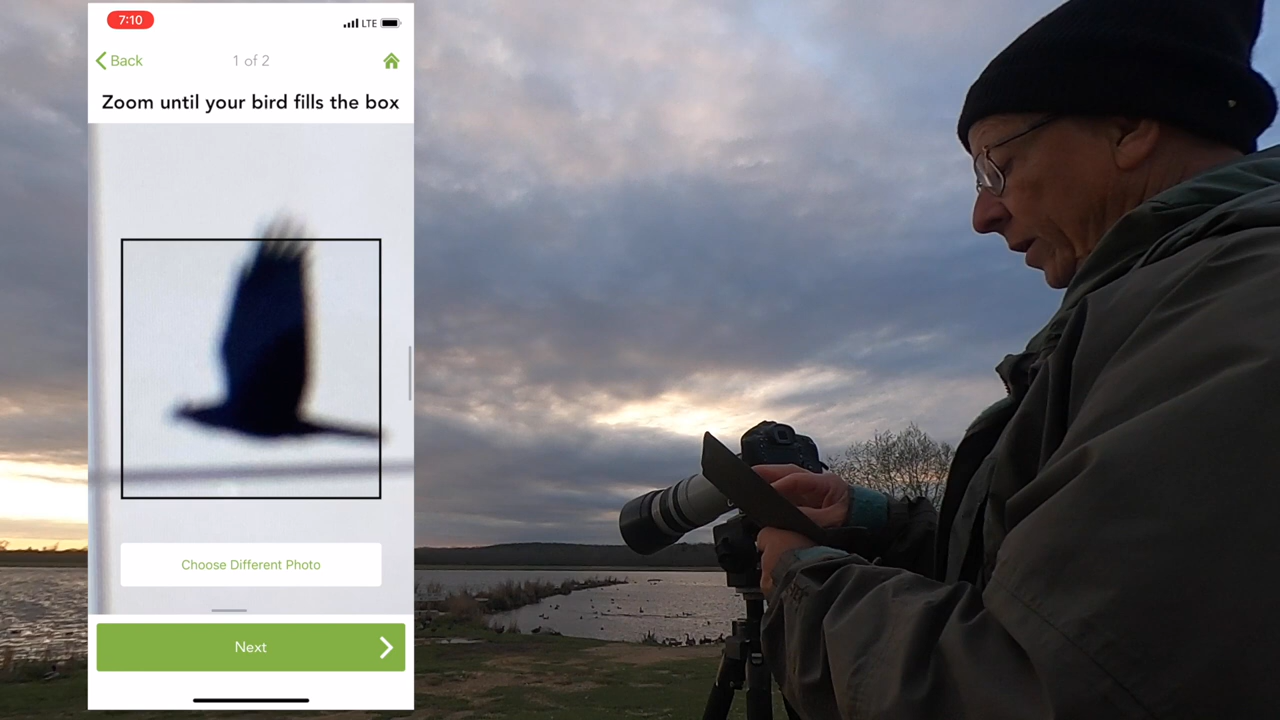 7:10
LTE
Back
1 of 2
Zoom until your bird fills the box
Choose Different Photo
Next